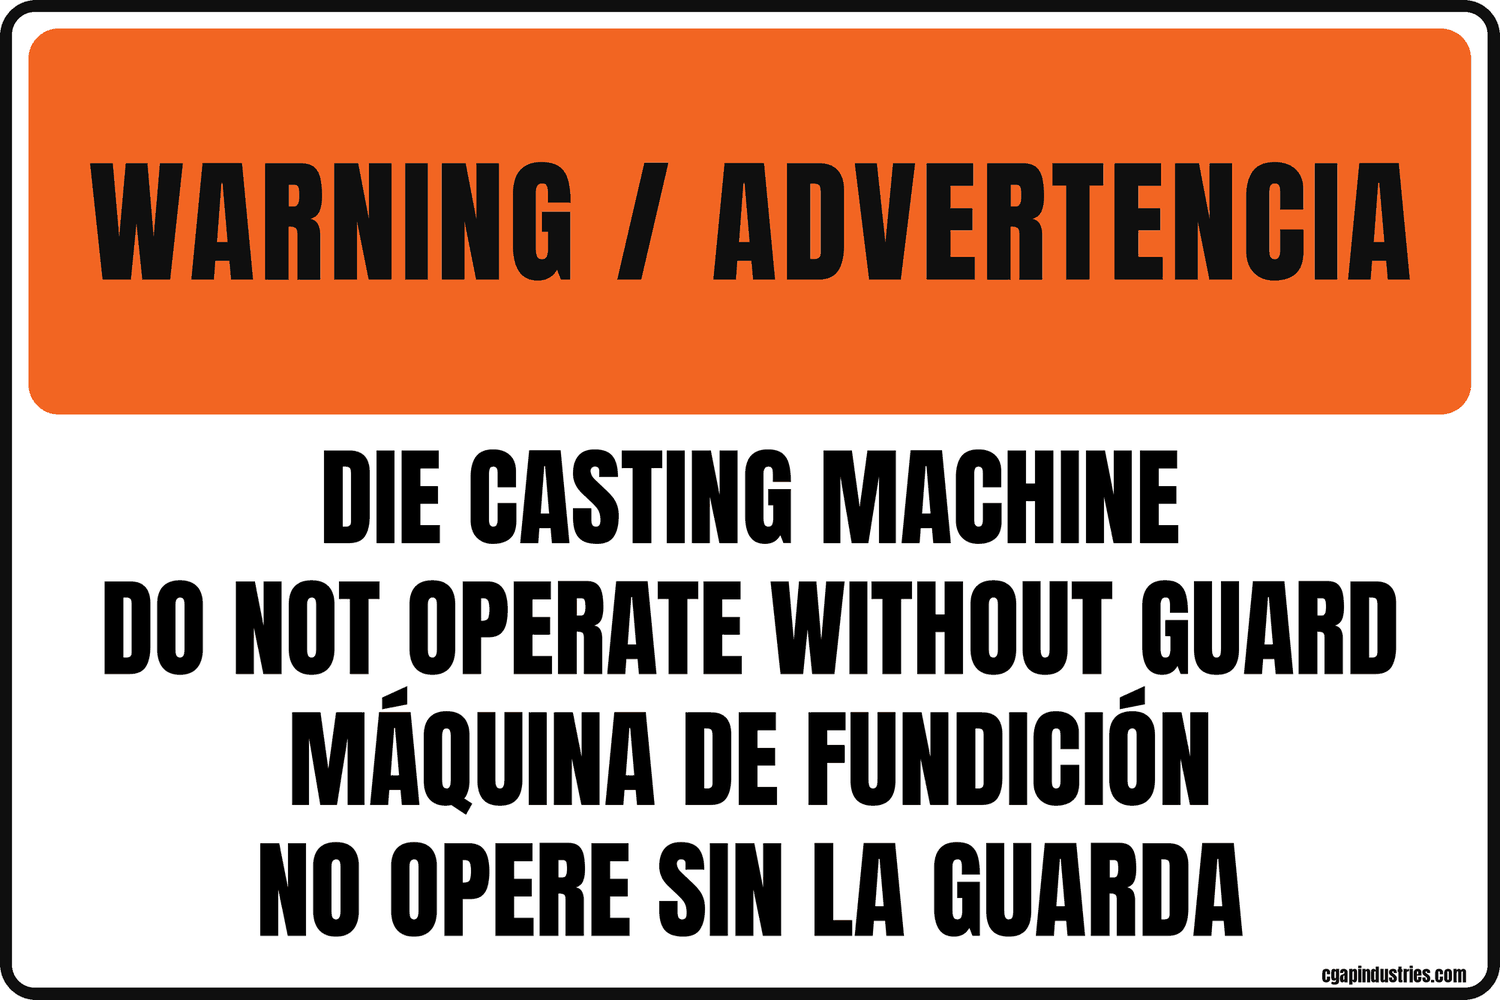 WARNING / ADVERTENCIA
DIE CASTING MACHINE
DO NOT OPERATE WITHOUT GUARD
MÁQUINA DE FUNDICIÓN
NO OPERE SIN LA GUARDA
cgapindustries.com